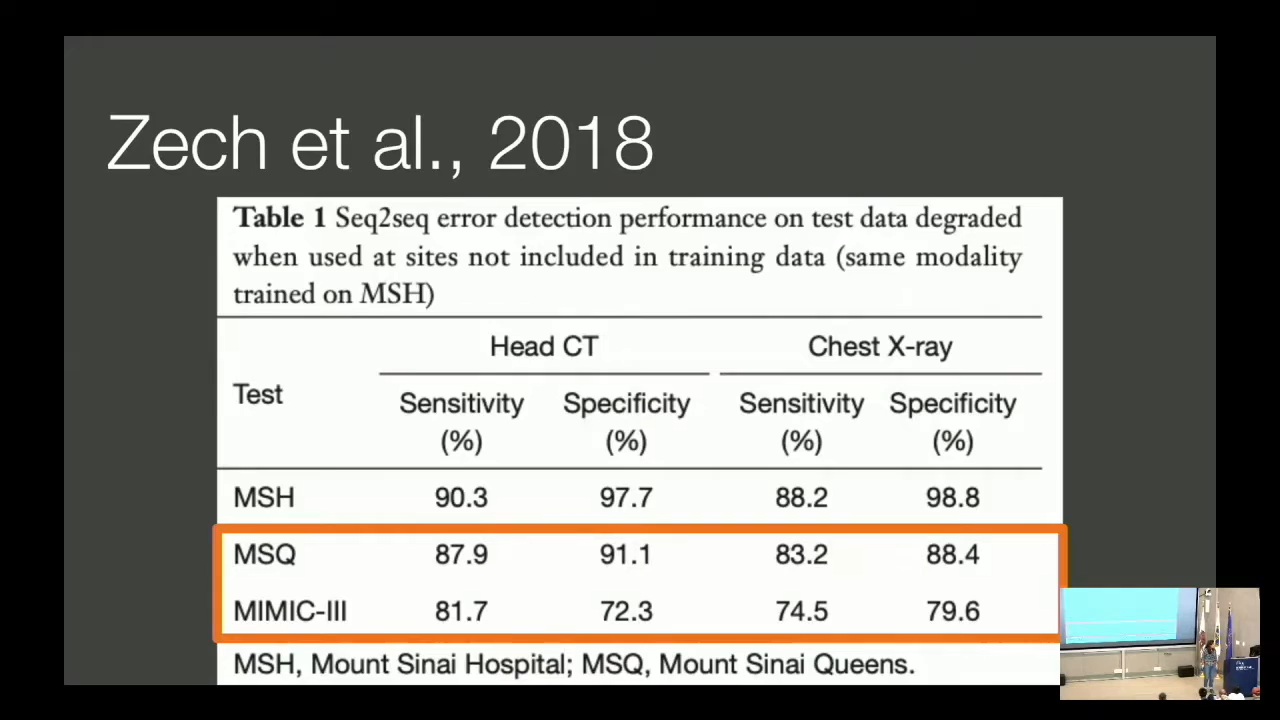 Zech et al., 2018
Table 1 Seq2seq error detection performance on test data degraded
when used at sites not included in training data (same modality
trained on MSH)
Head CT Chest X-ray
Test
Sensitivity Specificity Sensitivity Specificity
(%) (%) (%) (%)
MSH 90.3 97.7 88.2 98.8
MSQ 87.9 91.1 83.2 88.4
MIMIC-III 81.7 72.3 74.5 79.6
MSH, Mount Sinai Hospital; MSQ, Mount Sinai Queens.